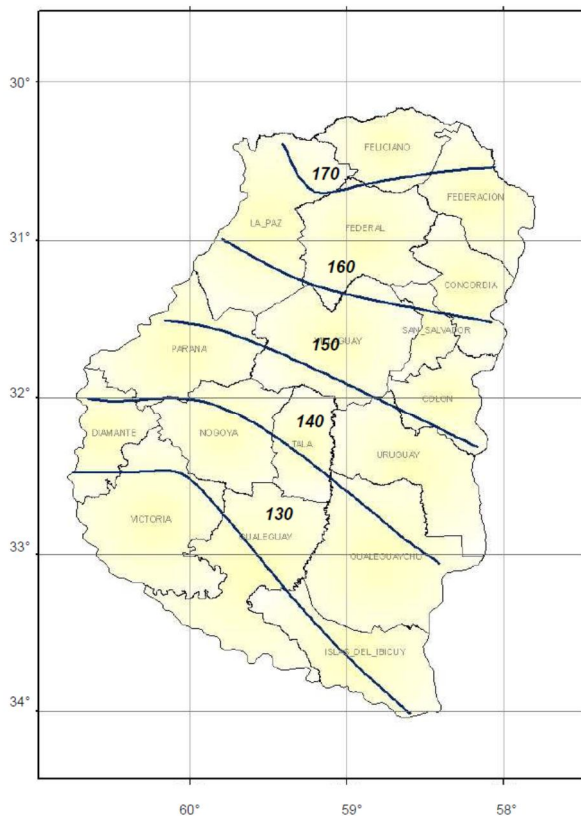 30°
FELICIANO
170
FEDERACION
LA_PAZ
FEDERAL
31°
160
CONCORDIA
SAN_SALVADOR
150
PARANA
32°
COLON
140
DIAMANTE
NOGOYA
TALA
URUGUAY
130
VICTORIA
GUALEGUAY
33°
GUALEGUAYCHU
ISLAS_DEL_IBICUY
34°
60°
59°
58°